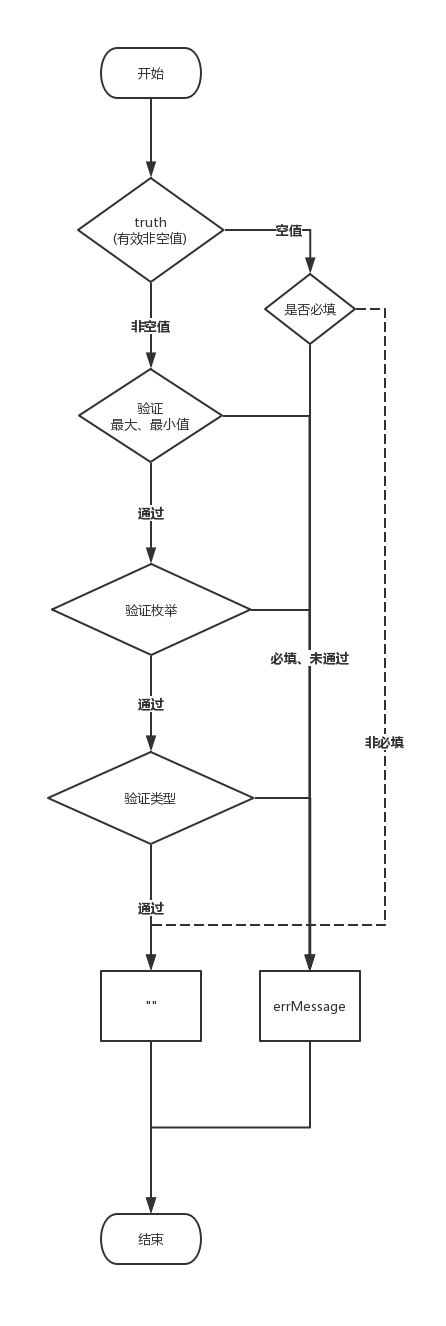 开始
truth
(有效非空值)
空值
是否必填
非空值
验证
最大、最小值
通过
验证枚举
必填、未通过
通过
非必填
验证类型
通过
""
errMessage
结束